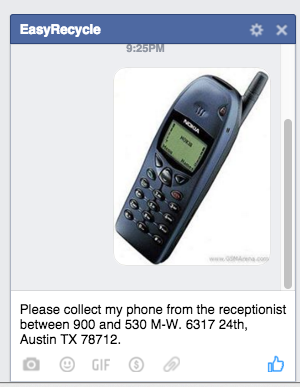 EasyRecycle
9:25PM
NOKIA
www.GSMArena.com
Please collect my phone from the receptionist
between 900 and 530 M-W. 6317 24th,
Austin TX 78712.
GIF